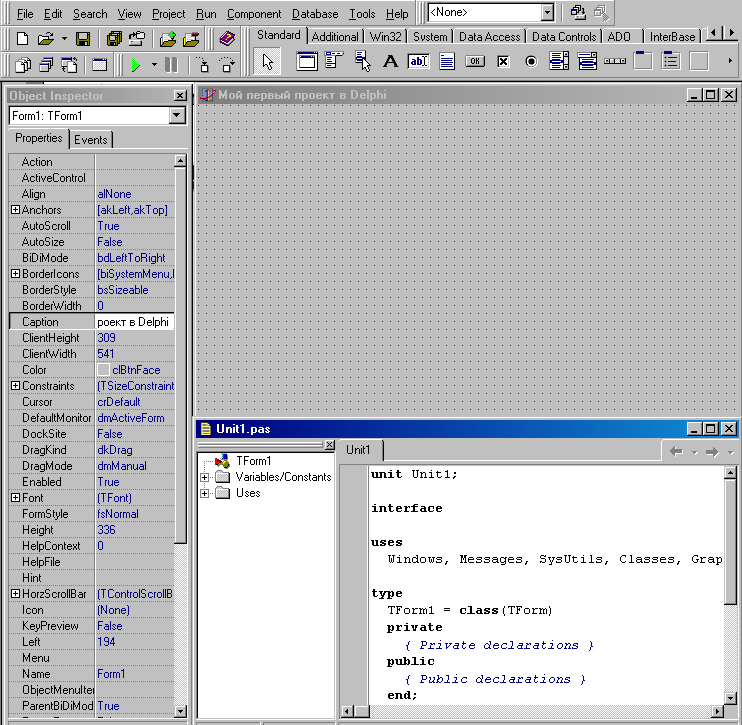 File Edit Search View Project Run Component Database Tools Help <None>
Standard Additional Win32 System Data Access Data Controls ADO InterBase
A ab OK
Object Inspector
Form1: TForm1
Properties Events
Action
ActiveControl
Align alNone
Anchors [akLeft,akTop]
AutoScroll True
AutoSize False
BiDiMode bdLeftToRight
BorderIcons [biSystemMenu,
BorderStyle bsSizeable
BorderWidth 0
Caption роект в Delphi
ClientHeight 309
ClientWidth 541
Color clBtnFace
Constraints (TSizeConstraint
Cursor crDefault
DefaultMonitor dmActiveForm
DockSite False
DragKind dkDrag
DragMode dmManual
Enabled True
Font (TFont)
FormStyle fsNormal
Height 336
HelpContext 0
HelpFile
Hint
HorzScrollBar (TControlScrollB
Icon (None)
KeyPreview False
Left 194
Menu
Name Form1
ObjectMenuIter
ParentBiDiMod True
Мой первый проект в Delphi
Unit1.pas
TForm1
Variables/Constants
Uses
Unit1
unit Unit1;
interface
uses
Windows, Messages, SysUtils, Classes, Grap
type
TForm1 = class(TForm)
private
{ Private declarations }
public
{ Public declarations }
end;